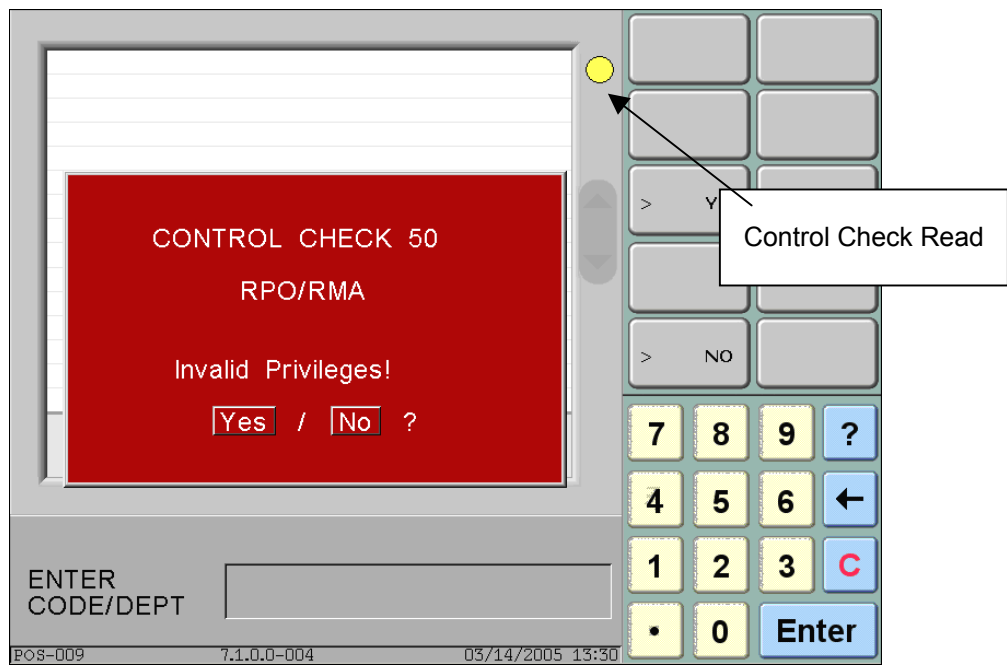 CONTROL CHECK 50
RPO/RMA
Invalid Privileges!
Yes / No ?
ENTER
CODE/DEPT
POS-009 7.1.0.0-004 03/14/2005 13:30
> Y
Control Check Read
> NO
7 8 9 ?
4 5 6 ←
1 2 3 C
• 0 Enter